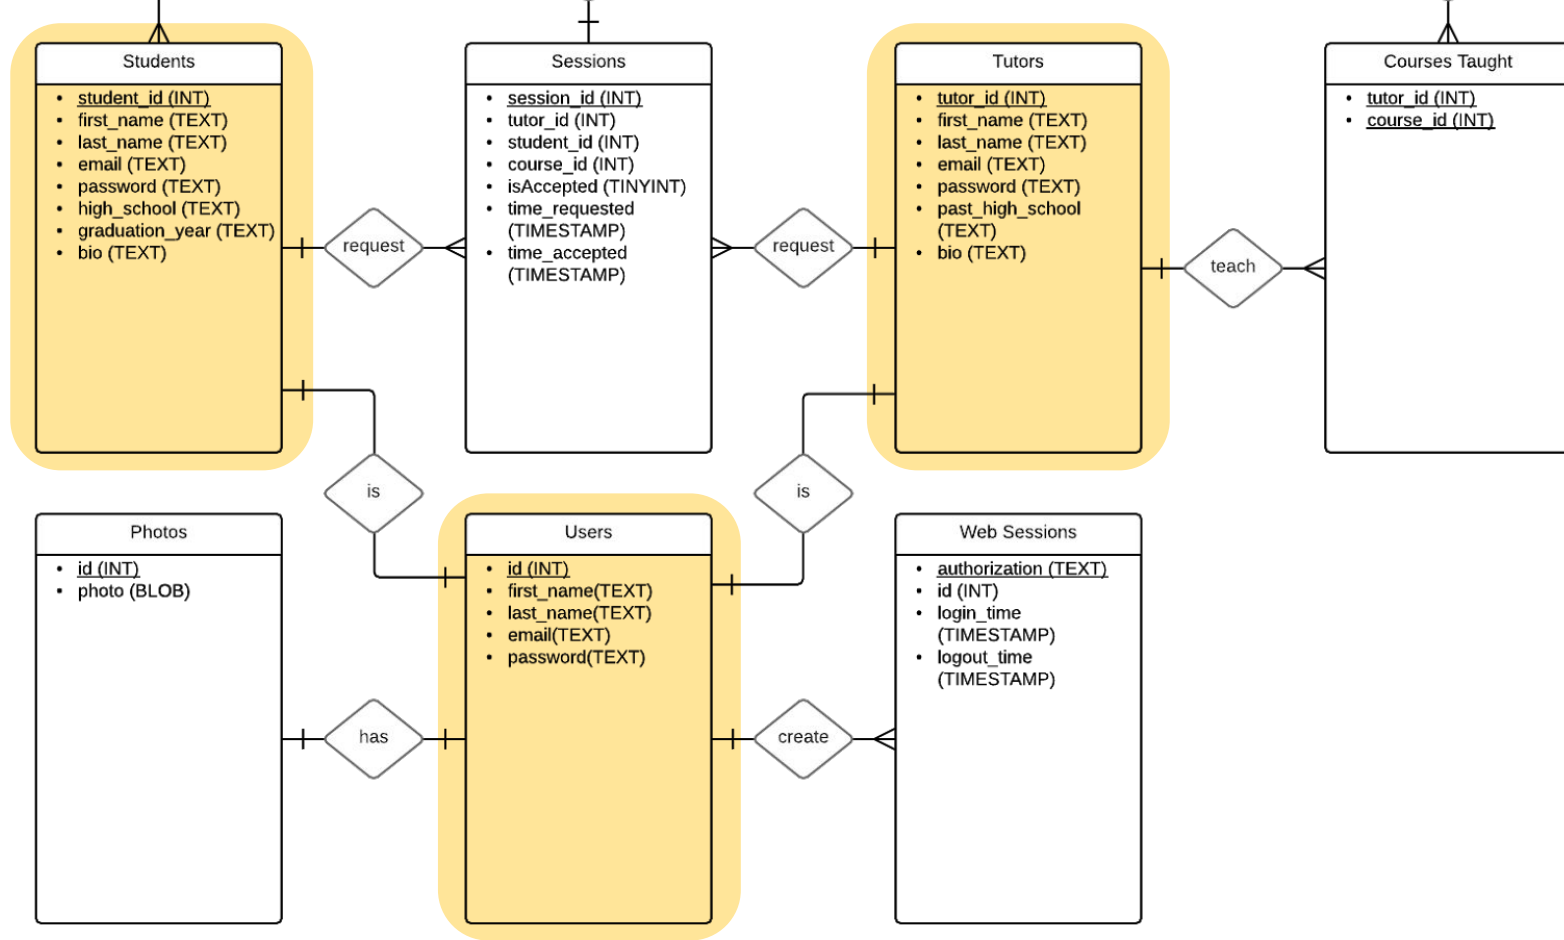 Students
• student_id (INT)
• first_name (TEXT)
• last_name (TEXT)
• email (TEXT)
• password (TEXT)
• high_school (TEXT)
• graduation_year (TEXT)
• bio (TEXT)
request
Sessions
• session_id (INT)
• tutor_id (INT)
• student_id (INT)
• course_id (INT)
• isAccepted (TINYINT)
• time_requested
(TIMESTAMP)
• time_accepted
(TIMESTAMP)
request
Tutors
• tutor_id (INT)
• first_name (TEXT)
• last_name (TEXT)
• email (TEXT)
• password (TEXT)
• past_high_school
(TEXT)
• bio (TEXT)
teach
Courses Taught
• tutor_id (INT)
• course_id (INT)
is
is
Photos
• id (INT)
• photo (BLOB)
has
Users
• id (INT)
• first_name(TEXT)
• last_name(TEXT)
• email(TEXT)
• password(TEXT)
create
Web Sessions
• authorization (TEXT)
• id (INT)
• login_time
(TIMESTAMP)
• logout_time
(TIMESTAMP)